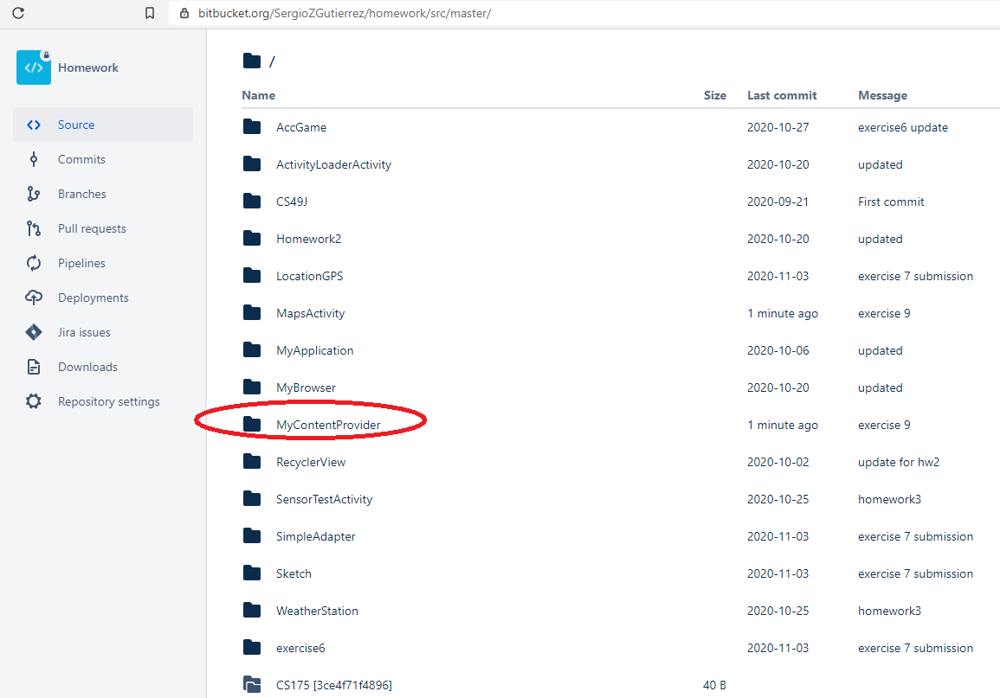 bitbucket.org/SergioZGutierrez/homework/src/master/
</> Homework
Source
Commits
Branches
Pull requests
Pipelines
Deployments
Jira issues
Downloads
Repository settings
/
Name Size Last commit Message
AccGame 2020-10-27 exercise6 update
ActivityLoaderActivity 2020-10-20 updated
CS49J 2020-09-21 First commit
Homework2 2020-10-20 updated
LocationGPS 2020-11-03 exercise 7 submission
MapsActivity 1 minute ago exercise 9
MyApplication 2020-10-06 updated
MyBrowser 2020-10-20 updated
MyContentProvider 1 minute ago exercise 9
RecyclerView 2020-10-02 update for hw2
SensorTestActivity 2020-10-25 homework3
SimpleAdapter 2020-11-03 exercise 7 submission
Sketch 2020-11-03 exercise 7 submission
WeatherStation 2020-10-25 homework3
exercise6 2020-11-03 exercise 7 submission
CS175 [3ce4f71f4896] 40 B